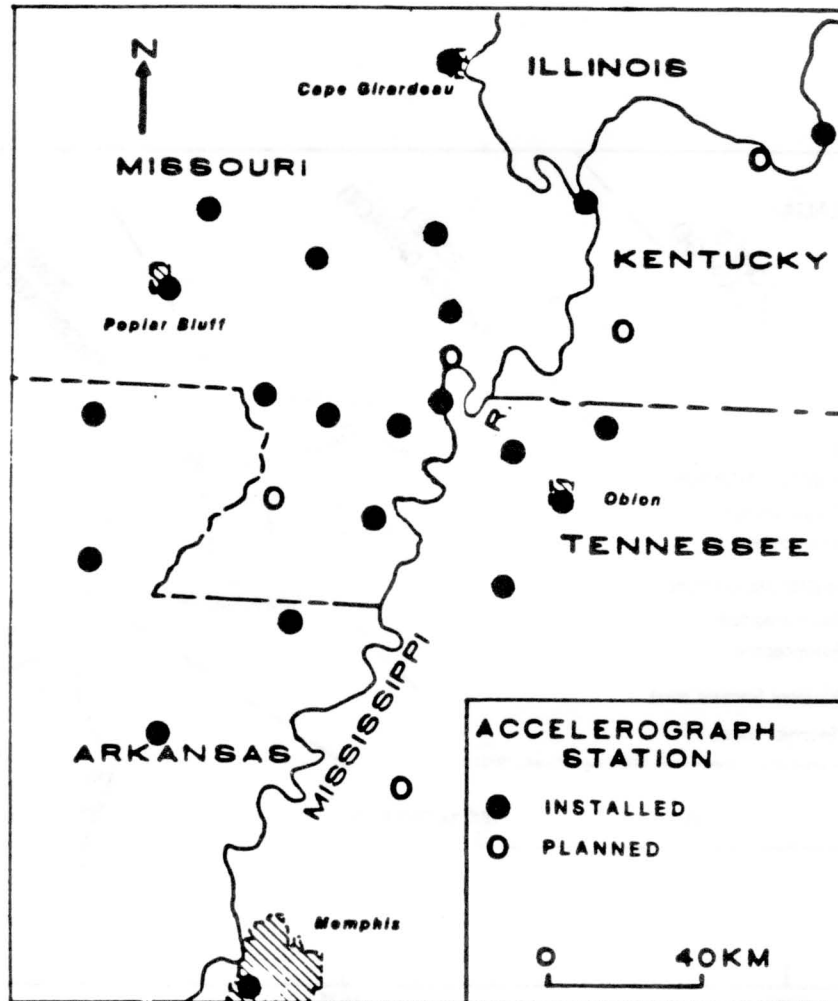 N
Cape Girardeau
ILLINOIS
MISSOURI
KENTUCKY
Poplar Bluff
R.
Obion
TENNESSEE
MISSISSIPPI
ARKANSAS
ACCELEROGRAPH
STATION
INSTALLED
PLANNED
Memphis
0 40KM